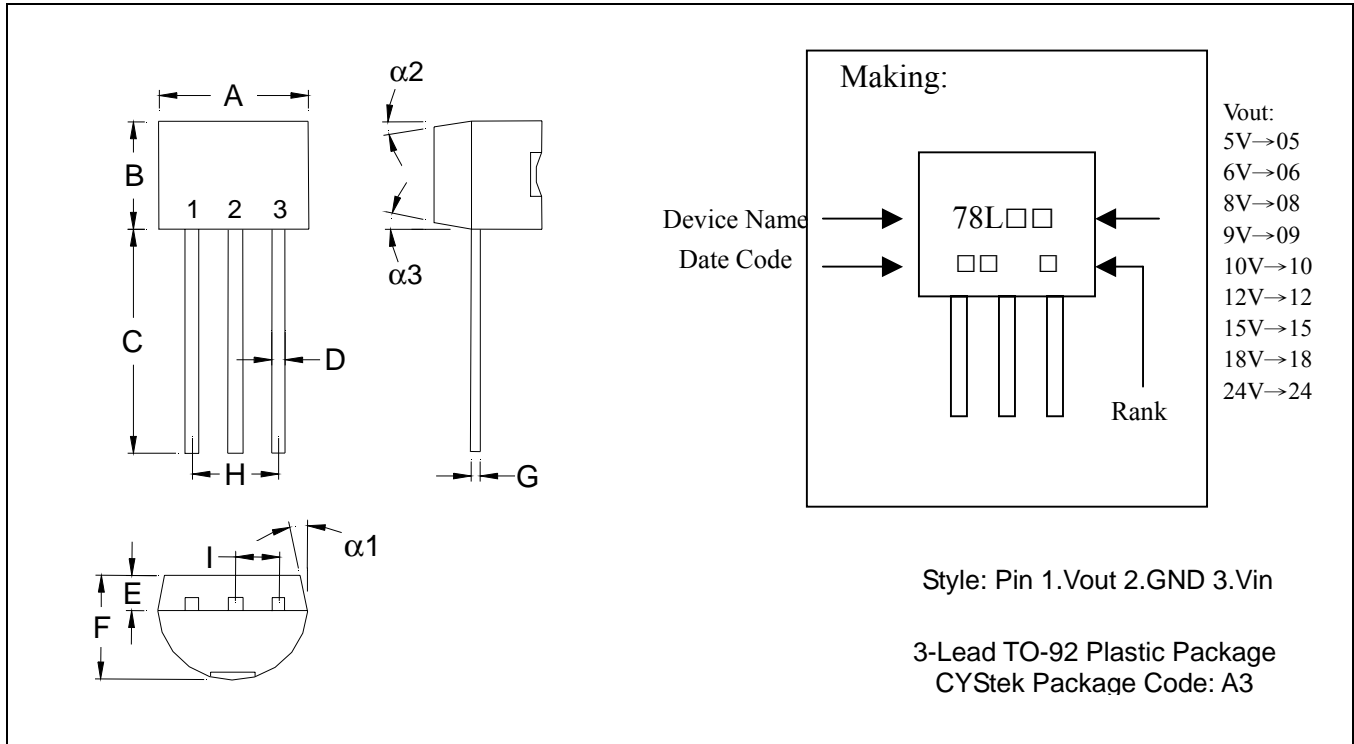 α2
A
B
1 2 3
α3
C
D
H
G
I
α1
E
F
Making:
Device Name
78L□□
Date Code
□□ □
Rank
Vout:
5V→05
6V→06
8V→08
9V→09
10V→10
12V→12
15V→15
18V→18
24V→24
Style: Pin 1.Vout 2.GND 3.Vin
3-Lead TO-92 Plastic Package
CYStek Package Code: A3